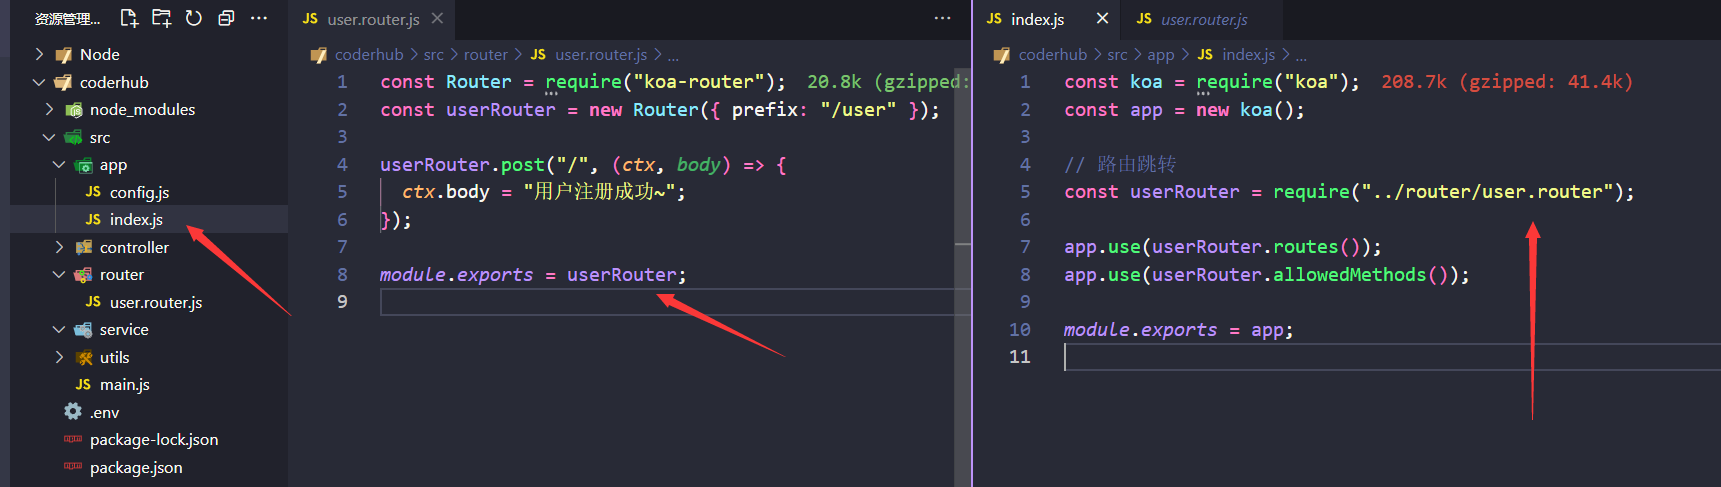 资源管理...
Node
coderhub
node_modules
src
app
JS config.js
JS index.js
controller
router
JS user.router.js
service
utils
JS main.js
.env
package-lock.json
package.json
JS user.router.js
coderhub > src > router > JS user.router.js > ...
1 const Router = require("koa-router"); 20.8k (gzipped:
2 const userRouter = new Router({ prefix: "/user" });
3
4 userRouter.post("/", (ctx, body) => {
5 ctx.body = "用户注册成功~";
6 });
7
8 module.exports = userRouter;
9
JS index.js
JS user.router.js
coderhub > src > app > JS index.js > ...
1 const koa = require("koa"); 208.7k (gzipped: 41.4k)
2 const app = new koa();
3
4 // 路由跳转
5 const userRouter = require("../router/user.router");
6
7 app.use(userRouter.routes());
8 app.use(userRouter.allowedMethods());
9
10 module.exports = app;
11